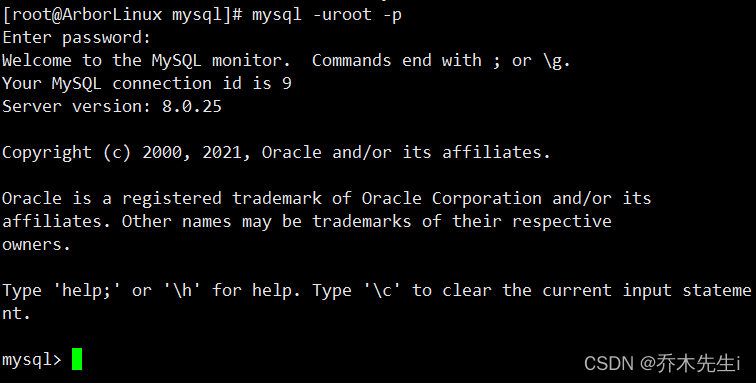 [root@ArborLinux mysql]# mysql -uroot -p
Enter password:
Welcome to the MySQL monitor.  Commands end with ; or \g.
Your MySQL connection id is 9
Server version: 8.0.25
Copyright (c) 2000, 2021, Oracle and/or its affiliates.
Oracle is a registered trademark of Oracle Corporation and/or its
affiliates. Other names may be trademarks of their respective
owners.
Type 'help;' or '\h' for help. Type '\c' to clear the current input stateme
nt.
mysql>
CSDN @乔木先生i